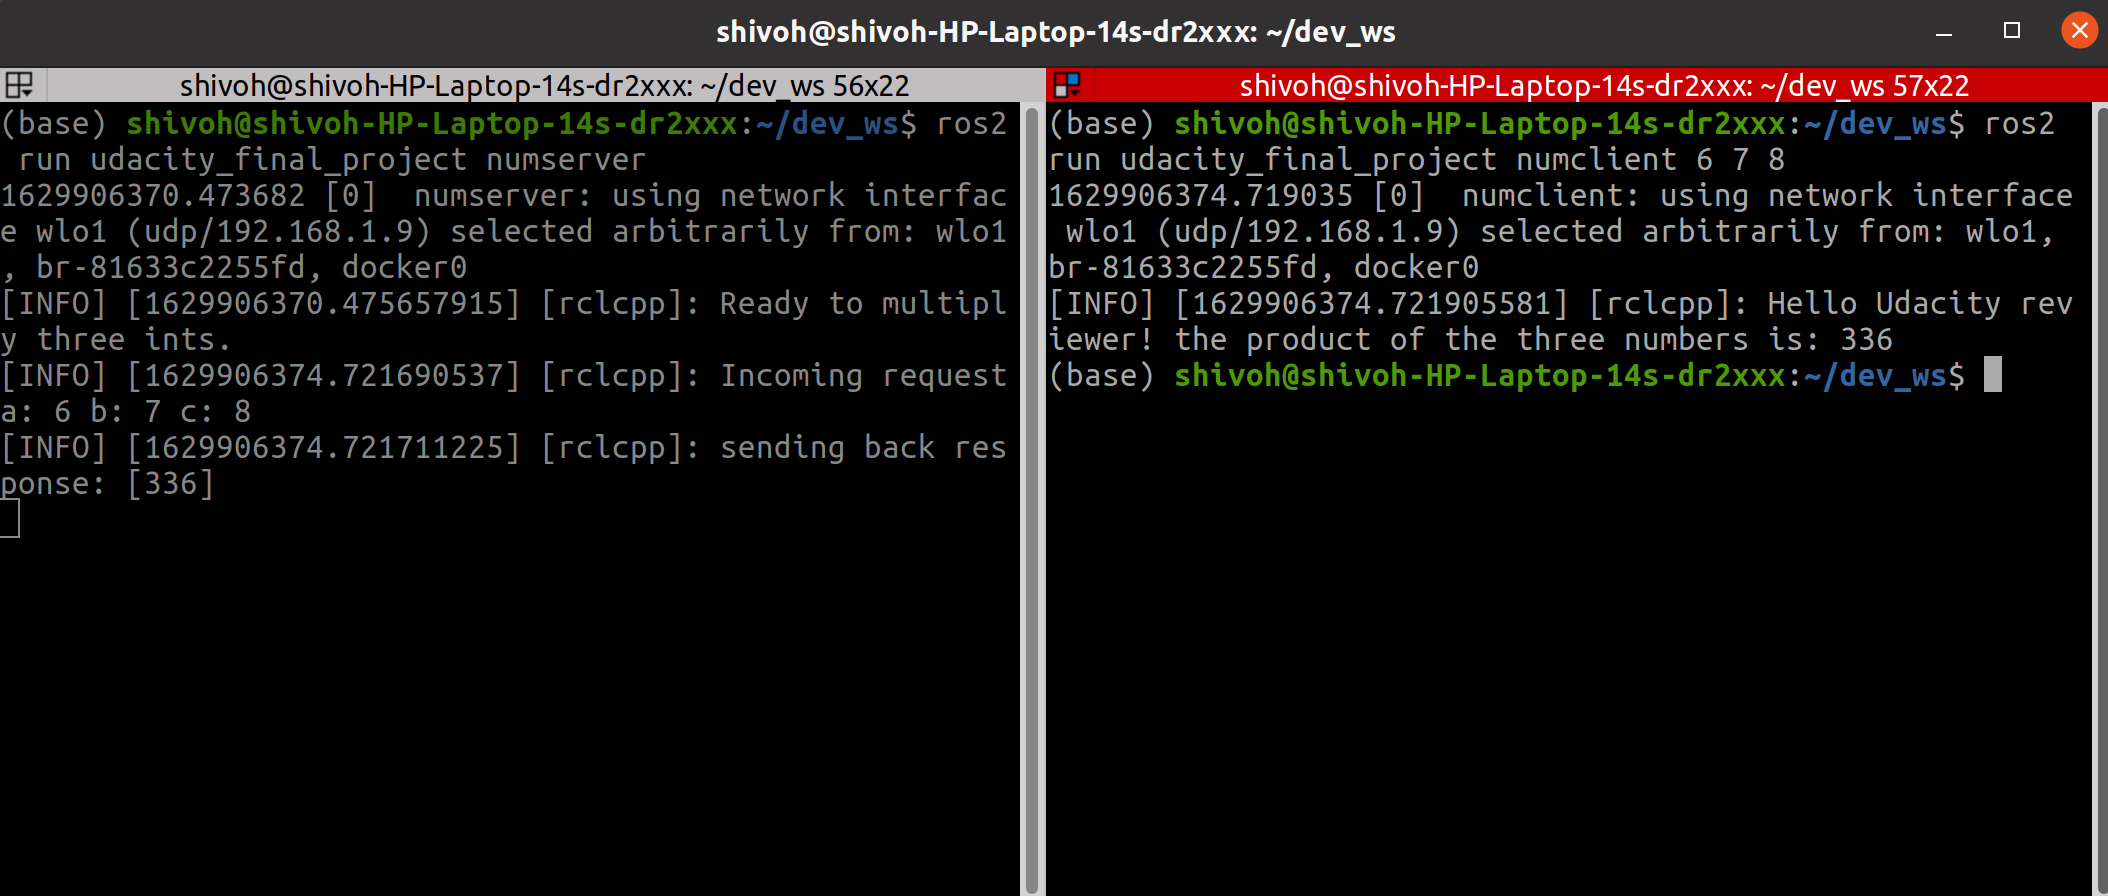 shivoh@shivoh-HP-Laptop-14s-dr2xxx: ~/dev_ws
shivoh@shivoh-HP-Laptop-14s-dr2xxx: ~/dev_ws 56x22
(base) shivoh@shivoh-HP-Laptop-14s-dr2xxx:~/dev_ws$ ros2
 run udacity_final_project numserver
1629906370.473682 [0]  numserver: using network interfac
e wlo1 (udp/192.168.1.9) selected arbitrarily from: wlo1
, br-81633c2255fd, docker0
[INFO] [1629906370.475657915] [rclcpp]: Ready to multipl
y three ints.
[INFO] [1629906374.721690537] [rclcpp]: Incoming request
a: 6 b: 7 c: 8
[INFO] [1629906374.721711225] [rclcpp]: sending back res
ponse: [336]
shivoh@shivoh-HP-Laptop-14s-dr2xxx: ~/dev_ws 57x22
(base) shivoh@shivoh-HP-Laptop-14s-dr2xxx:~/dev_ws$ ros2
run udacity_final_project numclient 6 7 8
1629906374.719035 [0]  numclient: using network interface
 wlo1 (udp/192.168.1.9) selected arbitrarily from: wlo1,
br-81633c2255fd, docker0
[INFO] [1629906374.721905581] [rclcpp]: Hello Udacity rev
iewer! the product of the three numbers is: 336
(base) shivoh@shivoh-HP-Laptop-14s-dr2xxx:~/dev_ws$